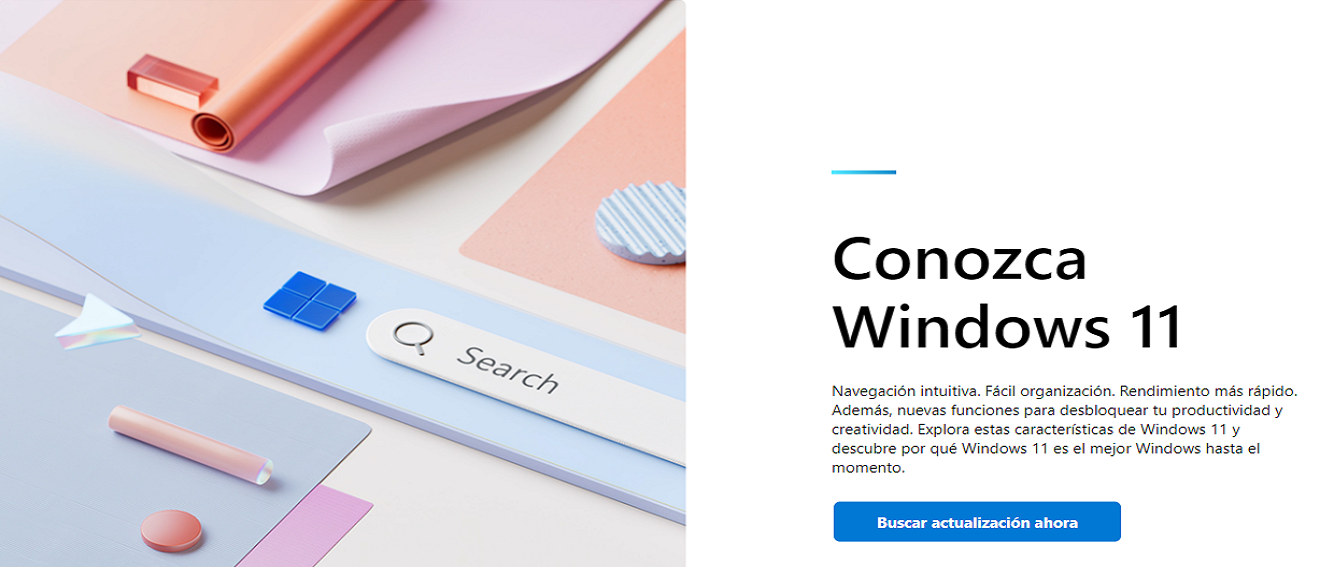 Search
Conozca
Windows 11
Navegación intuitiva. Fácil organización. Rendimiento más rápido.
Además, nuevas funciones para desbloquear tu productividad y
creatividad. Explora estas características de Windows 11 y
descubre por qué Windows 11 es el mejor Windows hasta el
momento.
Buscar actualización ahora